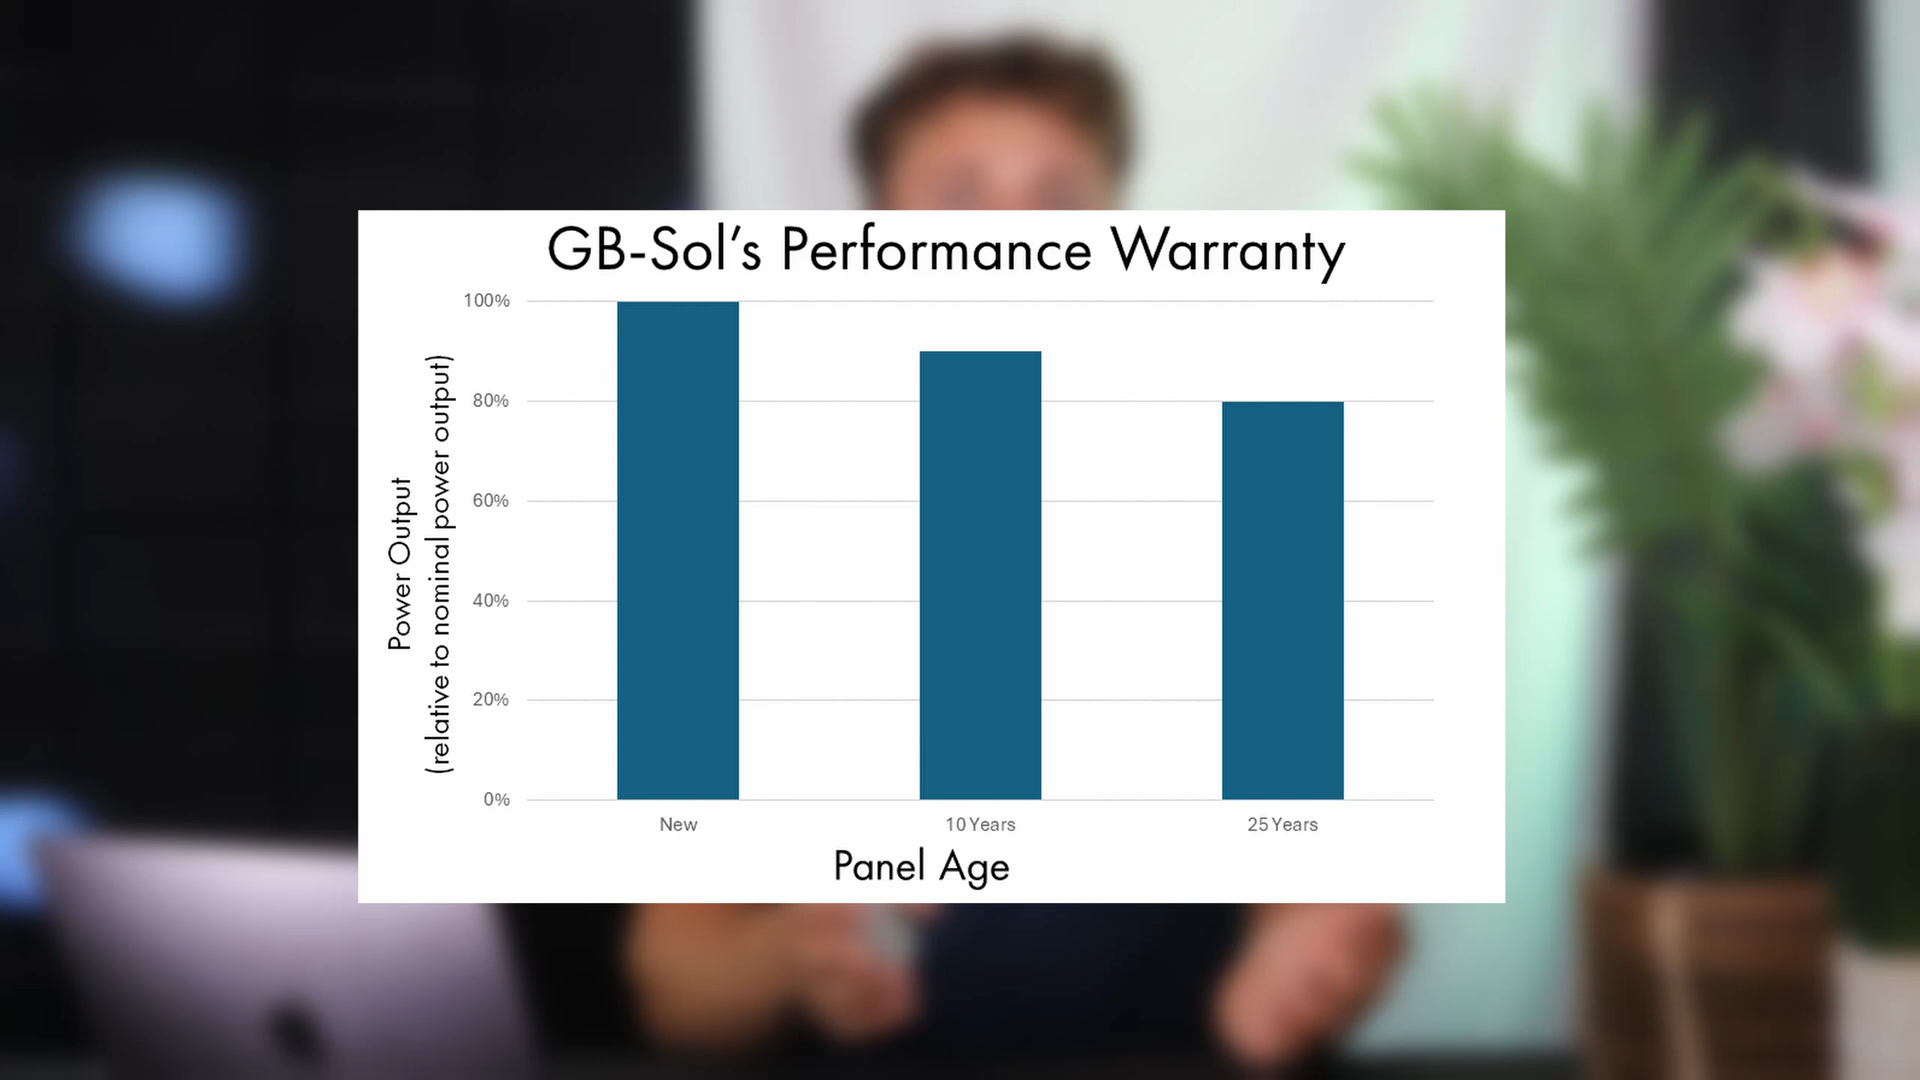 GB-Sol’s Performance Warranty
100%
80%
60%
40%
20%
0%
Power Output
(relative to nominal power output)
New
10 Years
25 Years
Panel Age